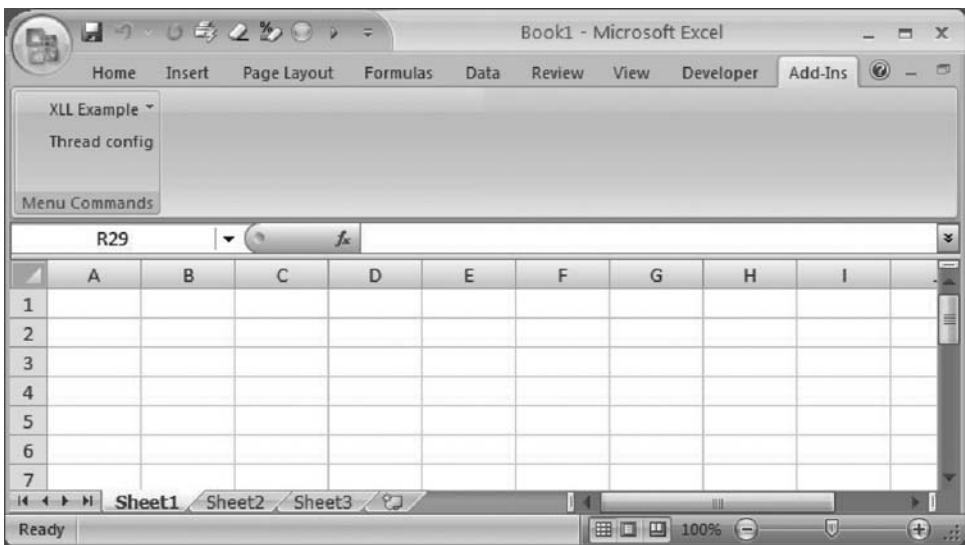 Book1 - Microsoft Excel
Home Insert Page Layout Formulas Data Review View Developer Add-Ins
XLL Example
Thread config
Menu Commands
R29 fx
A B C D E F G H I
1
2
3
4
5
6
7
Sheet1 Sheet2 Sheet3
Ready 100%